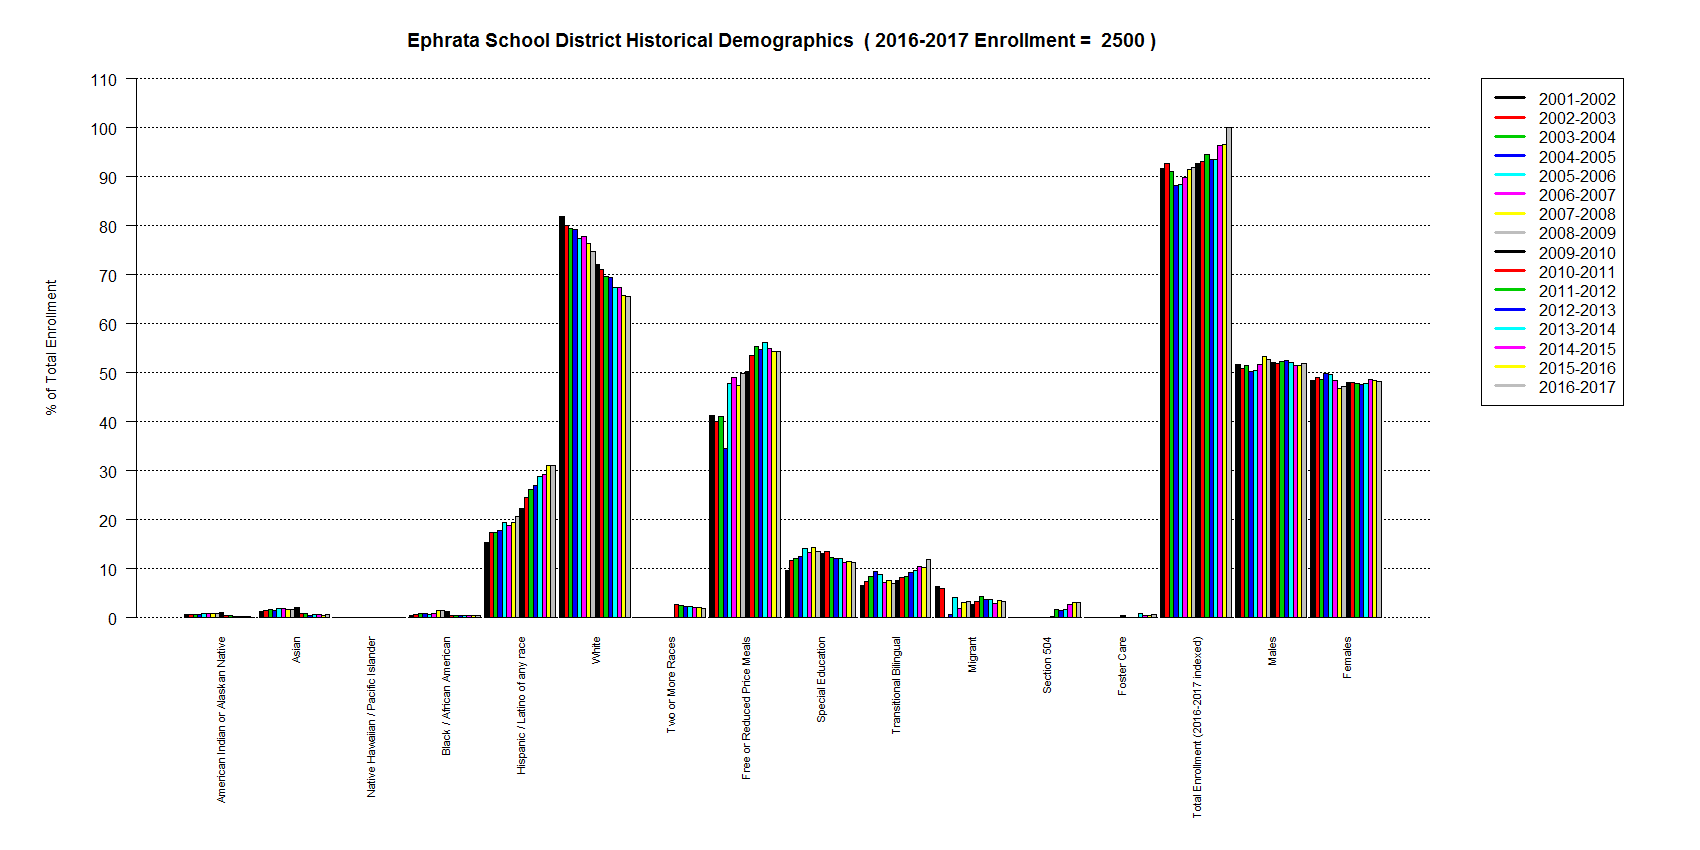 Ephrata School District Historical Demographics ( 2016-2017 Enrollment = 2500 )
% of Total Enrollment
110
100
90
80
70
60
50
40
30
20
10
0
American Indian or Alaskan Native
Asian
Native Hawaiian / Pacific Islander
Black / African American
Hispanic / Latino of any race
White
Two or More Races
Free or Reduced Price Meals
Special Education
Transitional Bilingual
Migrant
Section 504
Foster Care
Total Enrollment (2016-2017 indexed)
Males
Females
2001-2002
2002-2003
2003-2004
2004-2005
2005-2006
2006-2007
2007-2008
2008-2009
2009-2010
2010-2011
2011-2012
2012-2013
2013-2014
2014-2015
2015-2016
2016-2017